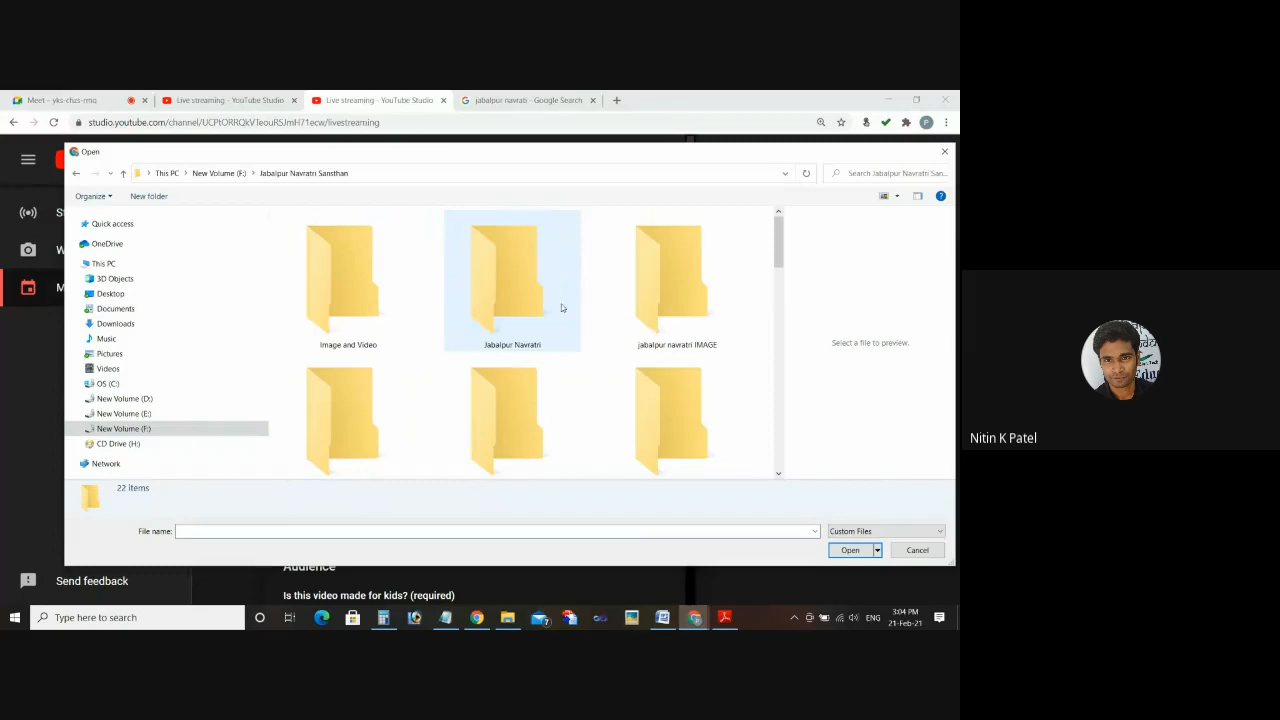 Meet – yks-chzs-rmq
Live streaming - YouTube Studio
Live streaming - YouTube Studio
jabalpur navrati - Google Search
studio.youtube.com/channel/UCPtORRQkVTeouRSJmH71ecw/livestreaming
Open
This PC > New Volume (F:) > Jabalpur Navratri Sansthan
Search Jabalpur Navratri San...
Organize
New folder
Quick access
OneDrive
This PC
3D Objects
Desktop
Documents
Downloads
Music
Pictures
Videos
OS (C:)
New Volume (D:)
New Volume (E:)
New Volume (F:)
CD Drive (H:)
Network
Image and Video
Jabalpur Navratri
jabalpur navratri IMAGE
Select a file to preview.
22 items
File name:
Custom Files
Open
Cancel
Send feedback
Audience
Is this video made for kids? (required)
Type here to search
ENG
3:04 PM
21-Feb-21
Nitin K Patel